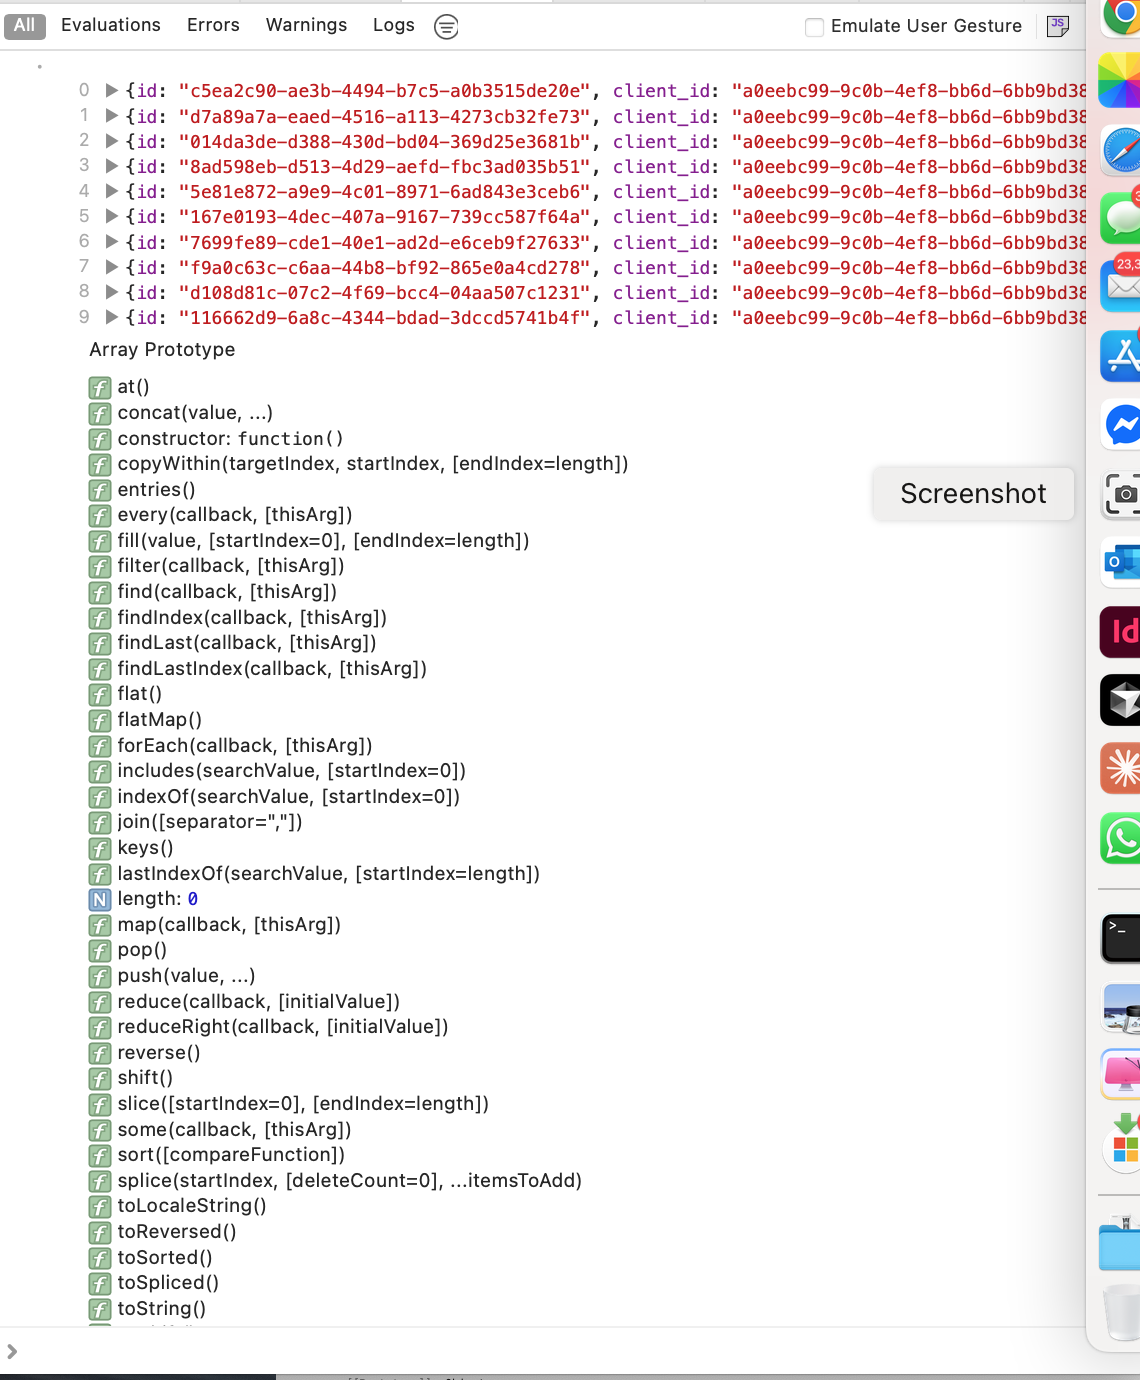 All Evaluations Errors Warnings Logs Emulate User Gesture JS
0 {id: "c5ea2c90-ae3b-4494-b7c5-a0b3515de20e", client_id: "a0eebc99-9c0b-4ef8-bb6d-6bb9bd38
1 {id: "d7a89a7a-eaed-4516-a113-4273cb32fe73", client_id: "a0eebc99-9c0b-4ef8-bb6d-6bb9bd38
2 {id: "014da3de-d388-430d-bd04-369d25e3681b", client_id: "a0eebc99-9c0b-4ef8-bb6d-6bb9bd38
3 {id: "8ad598eb-d513-4d29-aefd-fbc3ad035b51", client_id: "a0eebc99-9c0b-4ef8-bb6d-6bb9bd38
4 {id: "5e81e872-a9e9-4c01-8971-6ad843e3ceb6", client_id: "a0eebc99-9c0b-4ef8-bb6d-6bb9bd38
5 {id: "167e0193-4dec-407a-9167-739cc587f64a", client_id: "a0eebc99-9c0b-4ef8-bb6d-6bb9bd38
6 {id: "7699fe89-cde1-40e1-ad2d-e6ceb9f27633", client_id: "a0eebc99-9c0b-4ef8-bb6d-6bb9bd38
7 {id: "f9a0c63c-c6aa-44b8-bf92-865e0a4cd278", client_id: "a0eebc99-9c0b-4ef8-bb6d-6bb9bd38
8 {id: "d108d81c-07c2-4f69-bcc4-04aa507c1231", client_id: "a0eebc99-9c0b-4ef8-bb6d-6bb9bd38
9 {id: "116662d9-6a8c-4344-bdad-3dccd5741b4f", client_id: "a0eebc99-9c0b-4ef8-bb6d-6bb9bd38
Array Prototype
f at()
f concat(value, ...)
f constructor: function()
f copyWithin(targetIndex, startIndex, [endIndex=length])
f entries()
f every(callback, [thisArg])
f fill(value, [startIndex=0], [endIndex=length])
f filter(callback, [thisArg])
f find(callback, [thisArg])
f findIndex(callback, [thisArg])
f findLast(callback, [thisArg])
f findLastIndex(callback, [thisArg])
f flat()
f flatMap()
f forEach(callback, [thisArg])
f includes(searchValue, [startIndex=0])
f indexOf(searchValue, [startIndex=0])
f join([separator=","])
f keys()
f lastIndexOf(searchValue, [startIndex=length])
N length: 0
f map(callback, [thisArg])
f pop()
f push(value, ...)
f reduce(callback, [initialValue])
f reduceRight(callback, [initialValue])
f reverse()
f shift()
f slice([startIndex=0], [endIndex=length])
f some(callback, [thisArg])
f sort([compareFunction])
f splice(startIndex, [deleteCount=0], ...itemsToAdd)
f toLocaleString()
f toReversed()
f toSorted()
f toSpliced()
f toString()
Screenshot
23,3
Id
>_